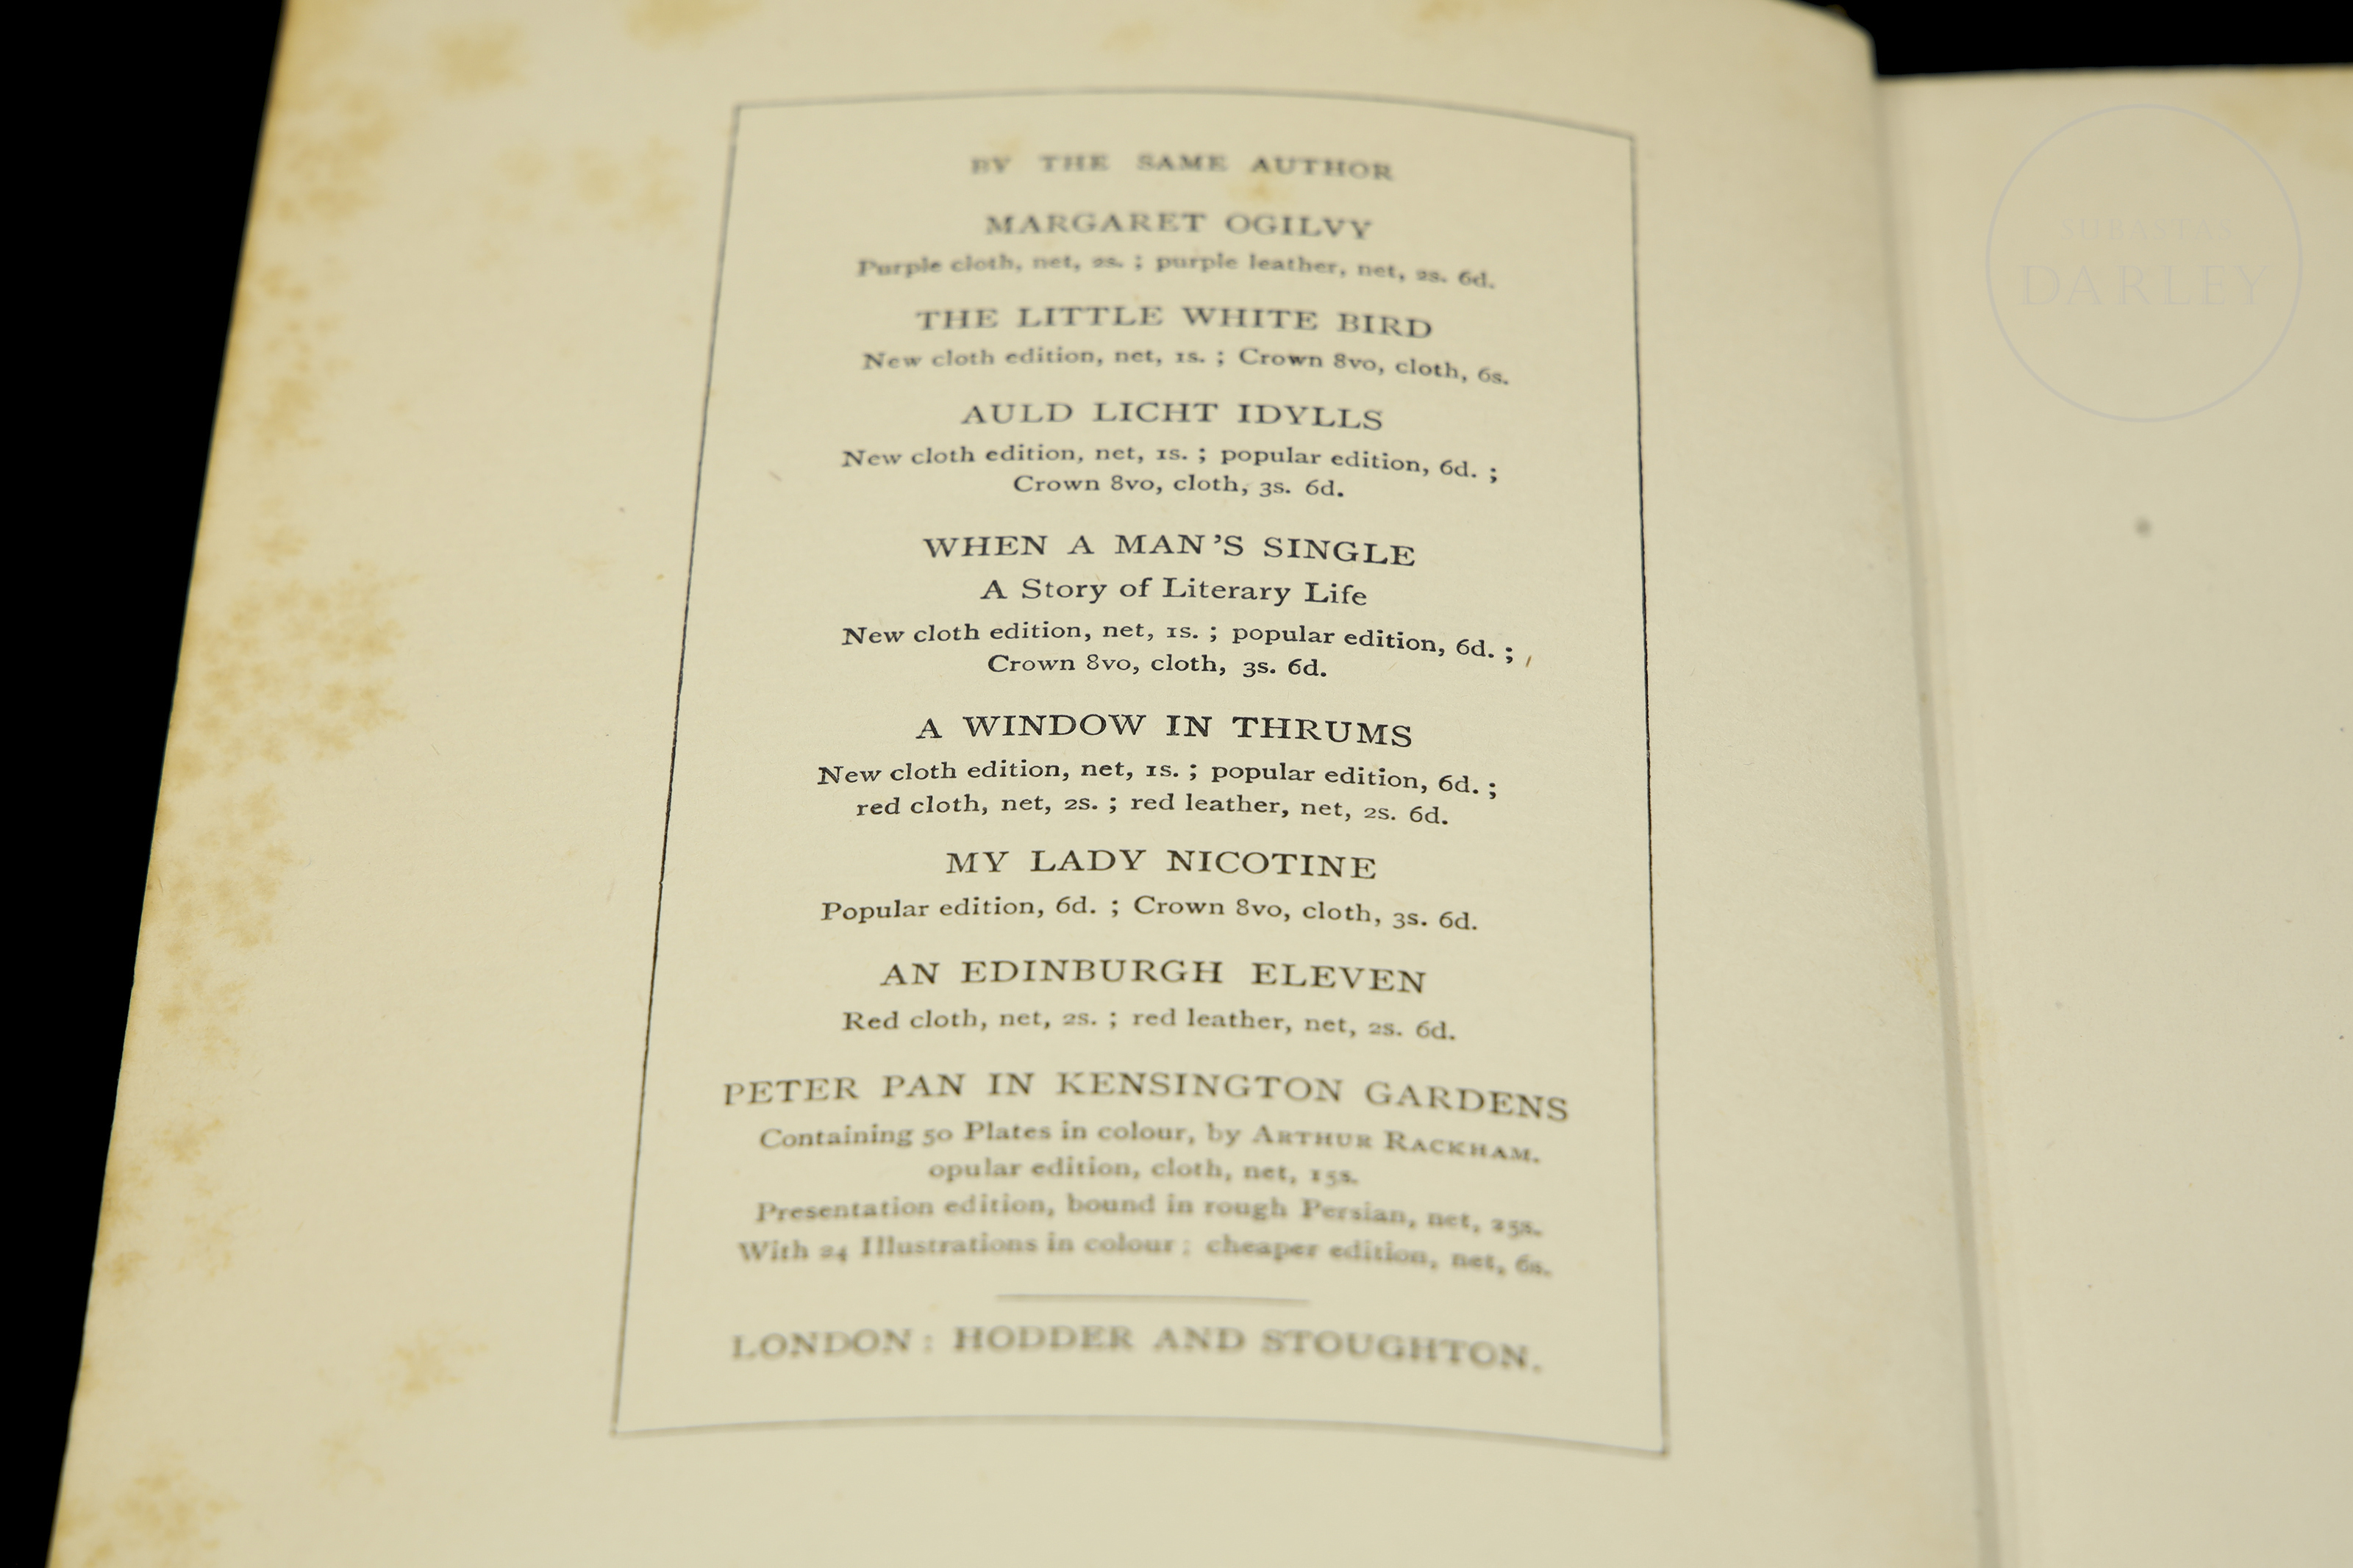 BY THE SAME AUTHOR
MARGARET OGILVY
Purple cloth, net, 2s. ; purple leather, net, 2s. 6d.
THE LITTLE WHITE BIRD
New cloth edition, net, 1s. ; Crown 8vo, cloth, 6s.
AULD LICHT IDYLLS
New cloth edition, net, 1s. ; popular edition, 6d. ;
Crown 8vo, cloth, 3s. 6d.
WHEN A MAN'S SINGLE
A Story of Literary Life
New cloth edition, net, 1s. ; popular edition, 6d. ;
Crown 8vo, cloth, 3s. 6d.
A WINDOW IN THRUMS
New cloth edition, net, 1s. ; popular edition, 6d. ;
red cloth, net, 2s. ; red leather, net, 2s. 6d.
MY LADY NICOTINE
Popular edition, 6d. ; Crown 8vo, cloth, 3s. 6d.
AN EDINBURGH ELEVEN
Red cloth, net, 2s. ; red leather, net, 2s. 6d.
PETER PAN IN KENSINGTON GARDENS
Containing 50 Plates in colour, by ARTHUR RACKHAM.
opular edition, cloth, net, 15s.
Presentation edition, bound in rough Persian, net, 25s.
With 24 Illustrations in colour ; cheaper edition, net, 6s.
LONDON : HODDER AND STOUGHTON.
SUBASTAS
DARLEY